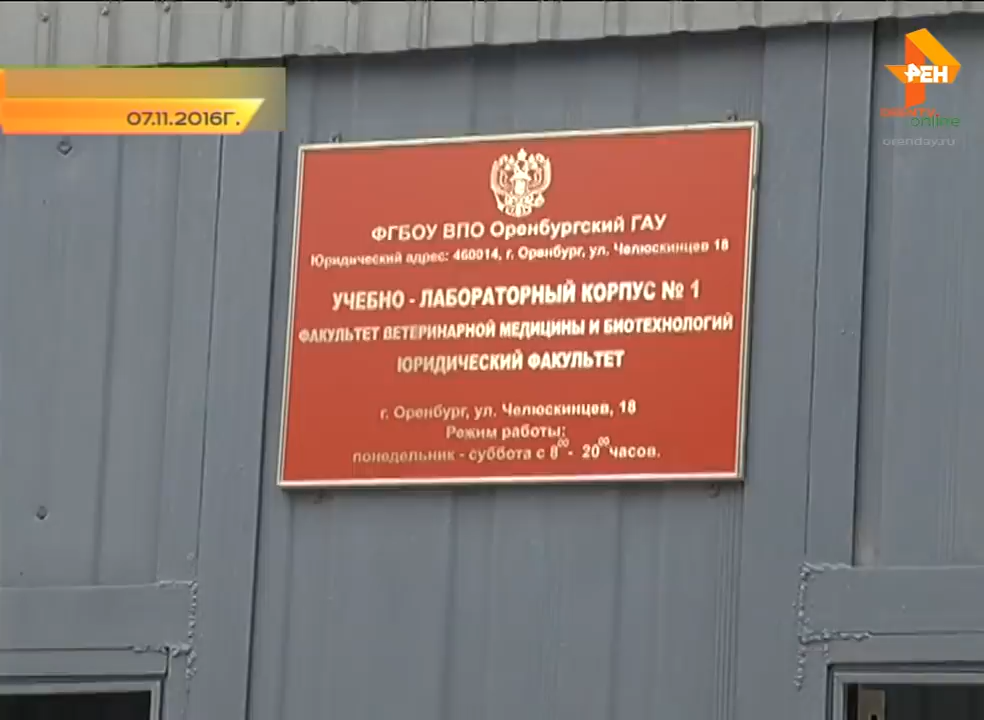 07.11.2016Г.
РЕН
online
orenday.ru
ФГБОУ ВПО Оренбургский ГАУ
Юридический адрес: 460014, г. Оренбург, ул. Челюскинцев 18
УЧЕБНО - ЛАБОРАТОРНЫЙ КОРПУС № 1
ФАКУЛЬТЕТ ВЕТЕРИНАРНОЙ МЕДИЦИНЫ И БИОТЕХНОЛОГИЙ
ЮРИДИЧЕСКИЙ ФАКУЛЬТЕТ
г. Оренбург, ул. Челюскинцев, 18
Режим работы:
понедельник - суббота с 8⁰⁰ - 20⁰⁰ часов.